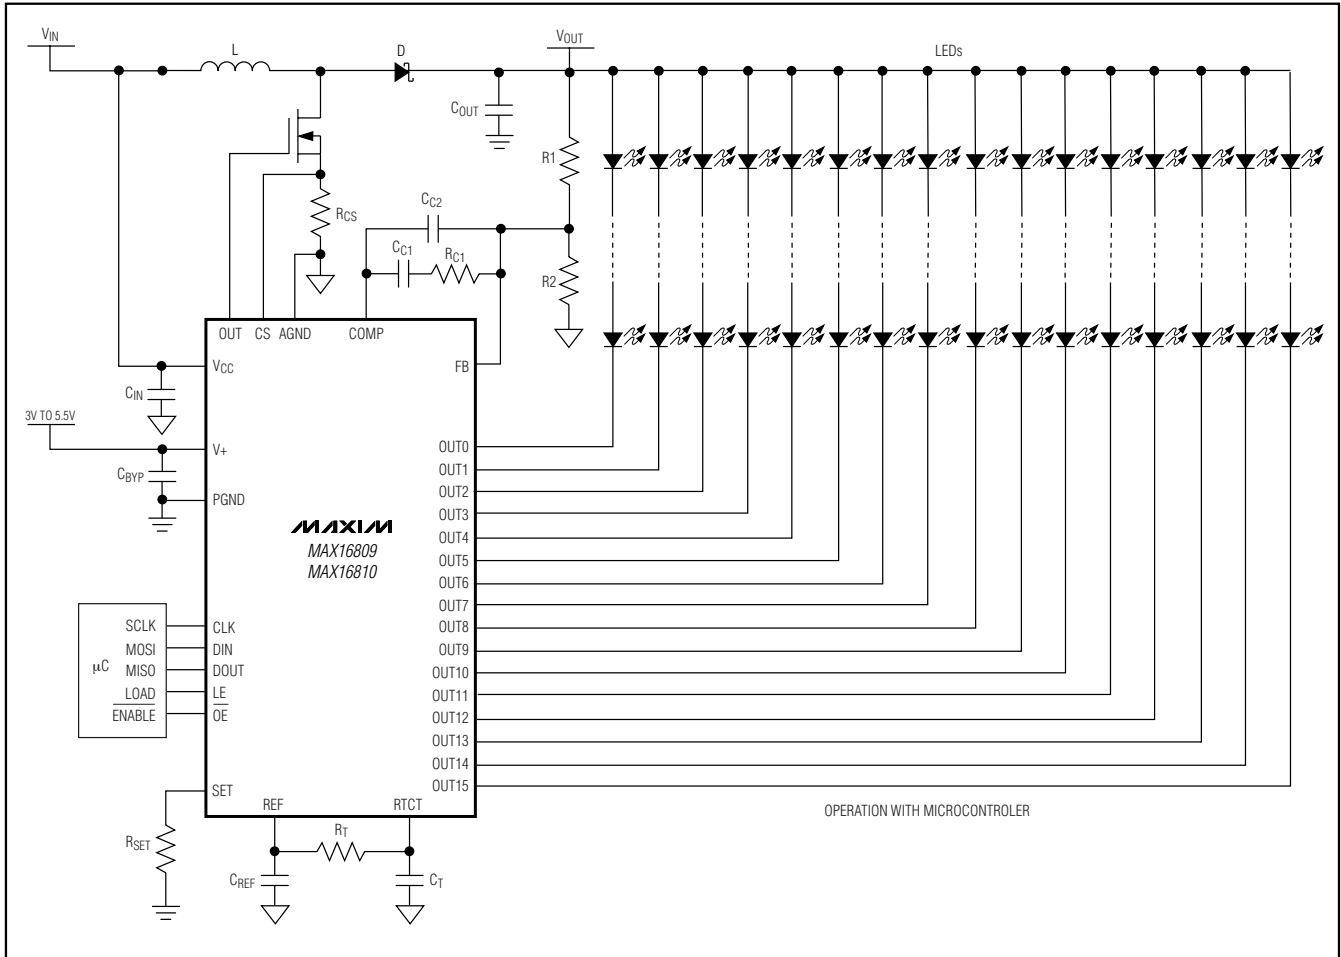 VIN
L
D
VOUT
LEDs
COUT
R1
RCS
CC2
CC1
RC1
R2
OUT CS AGND COMP
VCC
FB
CIN
3V TO 5.5V
V+
CBYP
PGND
OUT0
OUT1
OUT2
OUT3
OUT4
OUT5
OUT6
OUT7
OUT8
OUT9
OUT10
OUT11
OUT12
OUT13
OUT14
OUT15
MAXIM
MAX16809
MAX16810
μC
SCLK CLK
MOSI DIN
MISO DOUT
LOAD LE
ENABLE OE
SET
REF RTCT
RSET
RT
CREF
CT
OPERATION WITH MICROCONTROLER